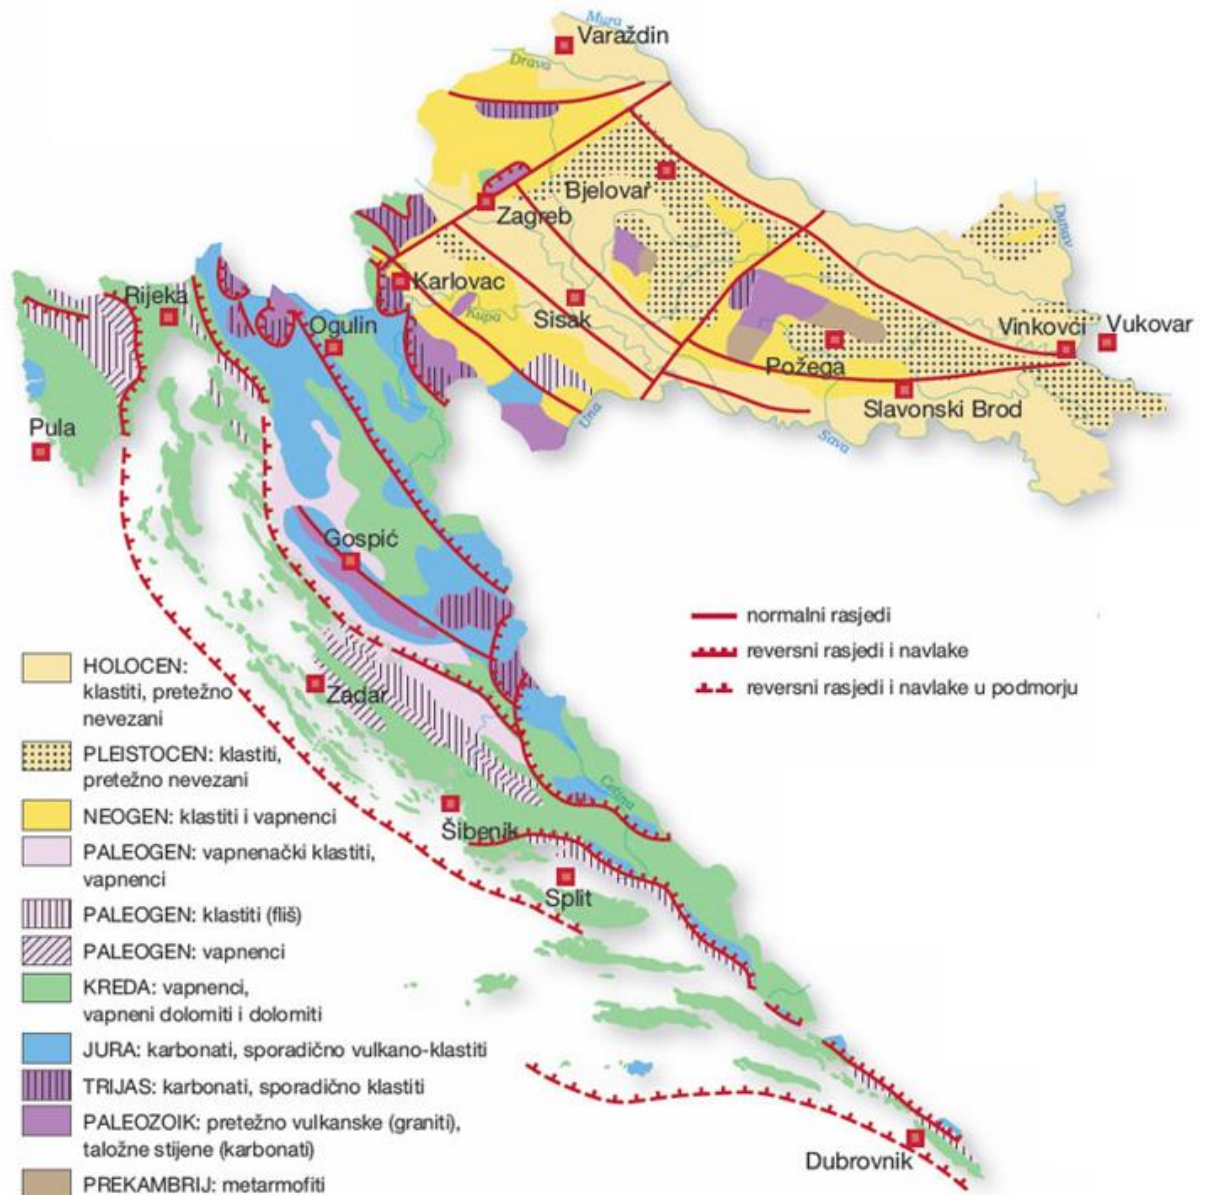 Mura
Varaždin
Drava
Bjelovar
Zagreb
Dunav
Karlovac
Rijeka
Kupa
Sisak
Ogulin
Vinkovci
Vukovar
Požega
Slavonski Brod
Pula
Una
Sava
Gospić
normalni rasjedi
reversni rasjedi i navlake
reversni rasjedi i navlake u podmorju
Zadar
Cetina
Šibenik
Split
Dubrovnik
HOLOCEN:
klastiti, pretežno
nevezani
PLEISTOCEN: klastiti,
pretežno nevezani
NEOGEN: klastiti i vapnenci
PALEOGEN: vapnenački klastiti,
vapnenci
PALEOGEN: klastiti (fliš)
PALEOGEN: vapnenci
KREDA: vapnenci,
vapneni dolomiti i dolomiti
JURA: karbonati, sporadično vulkano-klastiti
TRIJAS: karbonati, sporadično klastiti
PALEOZOIK: pretežno vulkanske (graniti),
taložne stijene (karbonati)
PREKAMBRIJ: metarmofiti